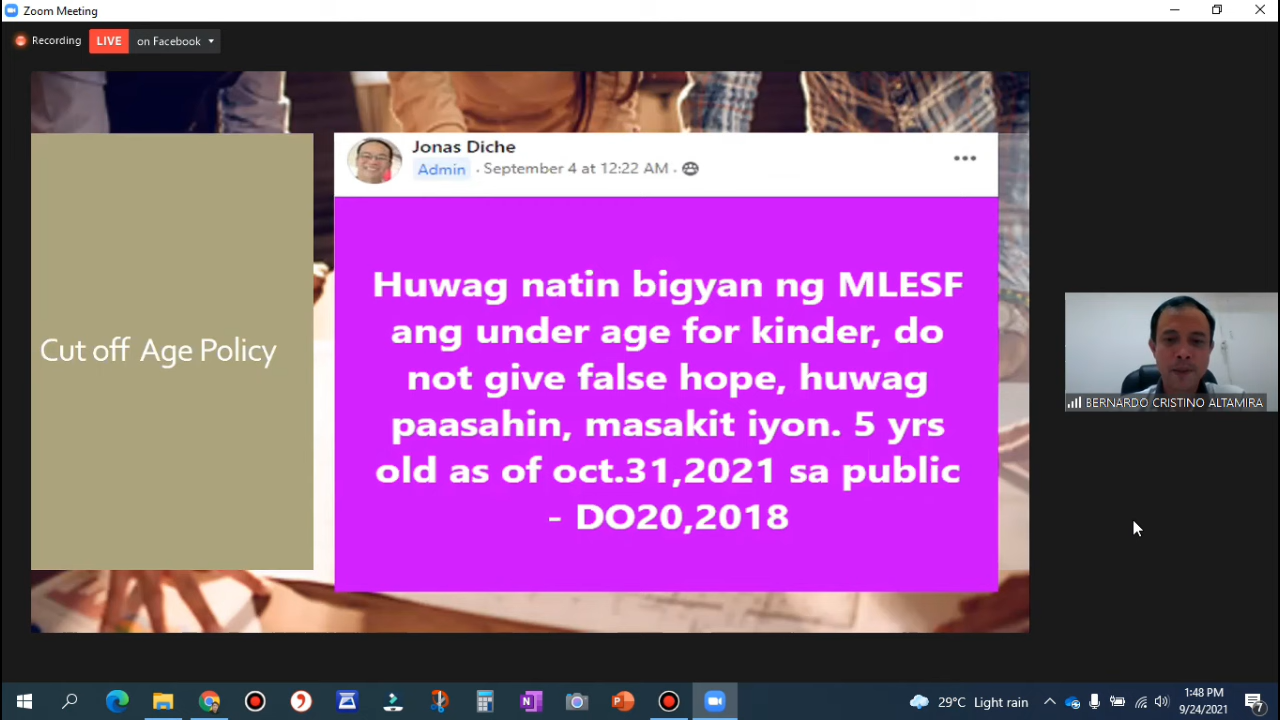 Zoom Meeting
Recording
LIVE
on Facebook
Cut off Age Policy
Jonas Diche
Admin · September 4 at 12:22 AM ·
Huwag natin bigyan ng MLESF
ang under age for kinder, do
not give false hope, huwag
paasahin, masakit iyon. 5 yrs
old as of oct.31,2021 sa public
- DO20,2018
BERNARDO CRISTINO ALTAMIRA
29°C Light rain
1:48 PM
9/24/2021
7